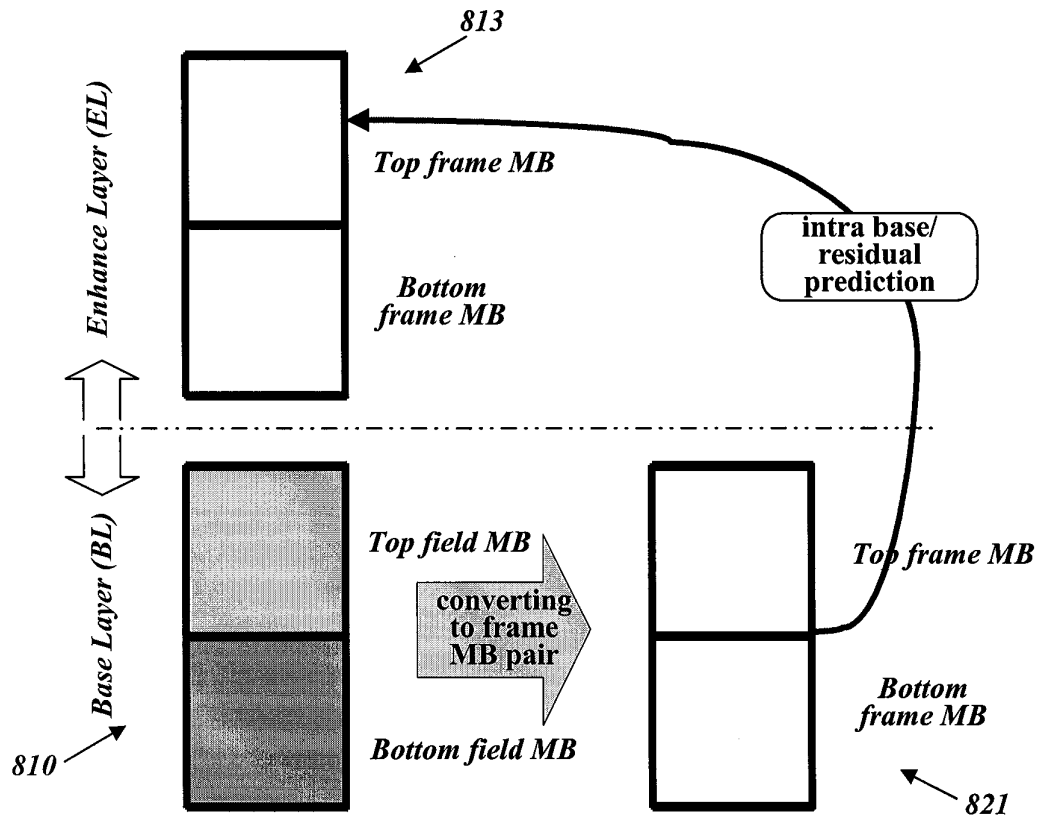 813
Enhance Layer (EL)
Top frame MB
intra base/
residual
prediction
Bottom
frame MB
Base Layer (BL)
Top field MB
Top frame MB
converting
to frame
MB pair
Bottom
frame MB
Bottom field MB
810
821